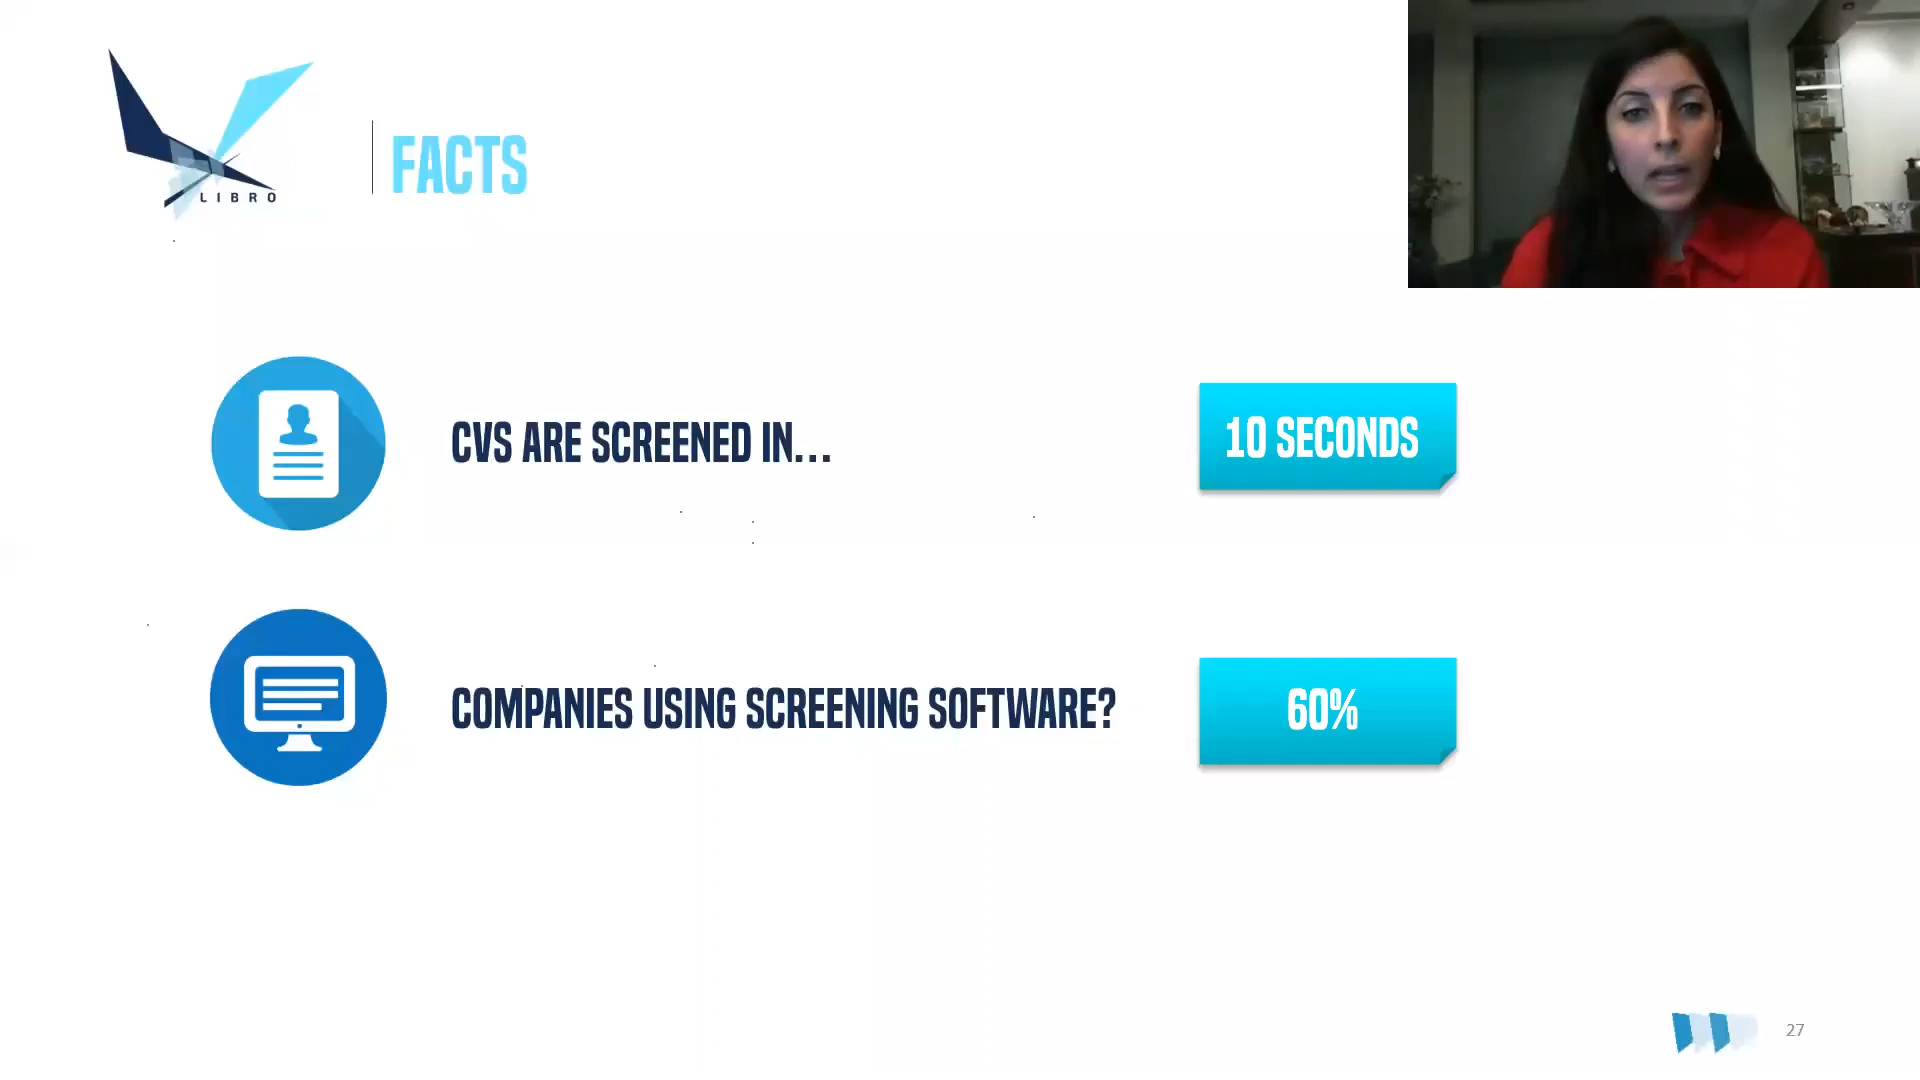 LIBRO
FACTS
CVS ARE SCREENED IN...
10 SECONDS
COMPANIES USING SCREENING SOFTWARE?
60%
27